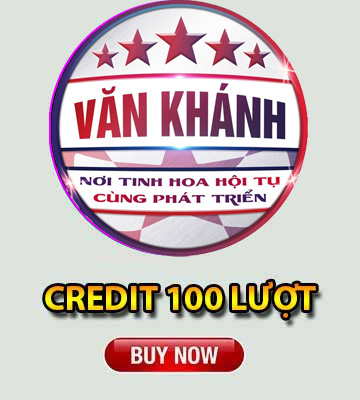 VĂN KHÁNH
NƠI TINH HOA HỘI TỤ
CÙNG PHÁT TRIỂN
CREDIT 100 LƯỢT
BUY NOW